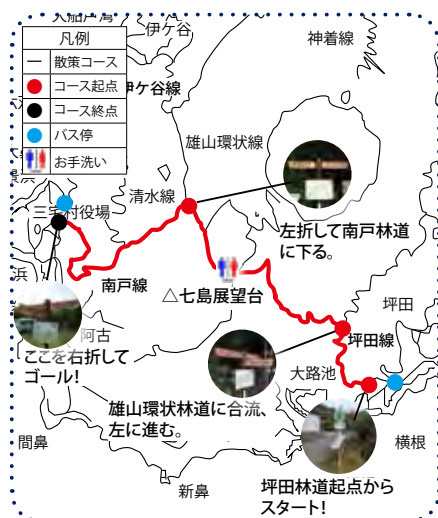 八船戸湾
伊ケ谷
神着線
凡例
散策コース
コース起点
コース終点
バス停
お手洗い
伊ケ谷線
雄山環状線
清水線
三宅村役場
左折して南戸林道
に下る。
南戸線
△七島展望台
坪田
坪田線
阿古
ここを右折して
ゴール!
大路池
雄山環状林道に合流、
左に進む。
間鼻
横根
新鼻
坪田林道起点から
スタート!